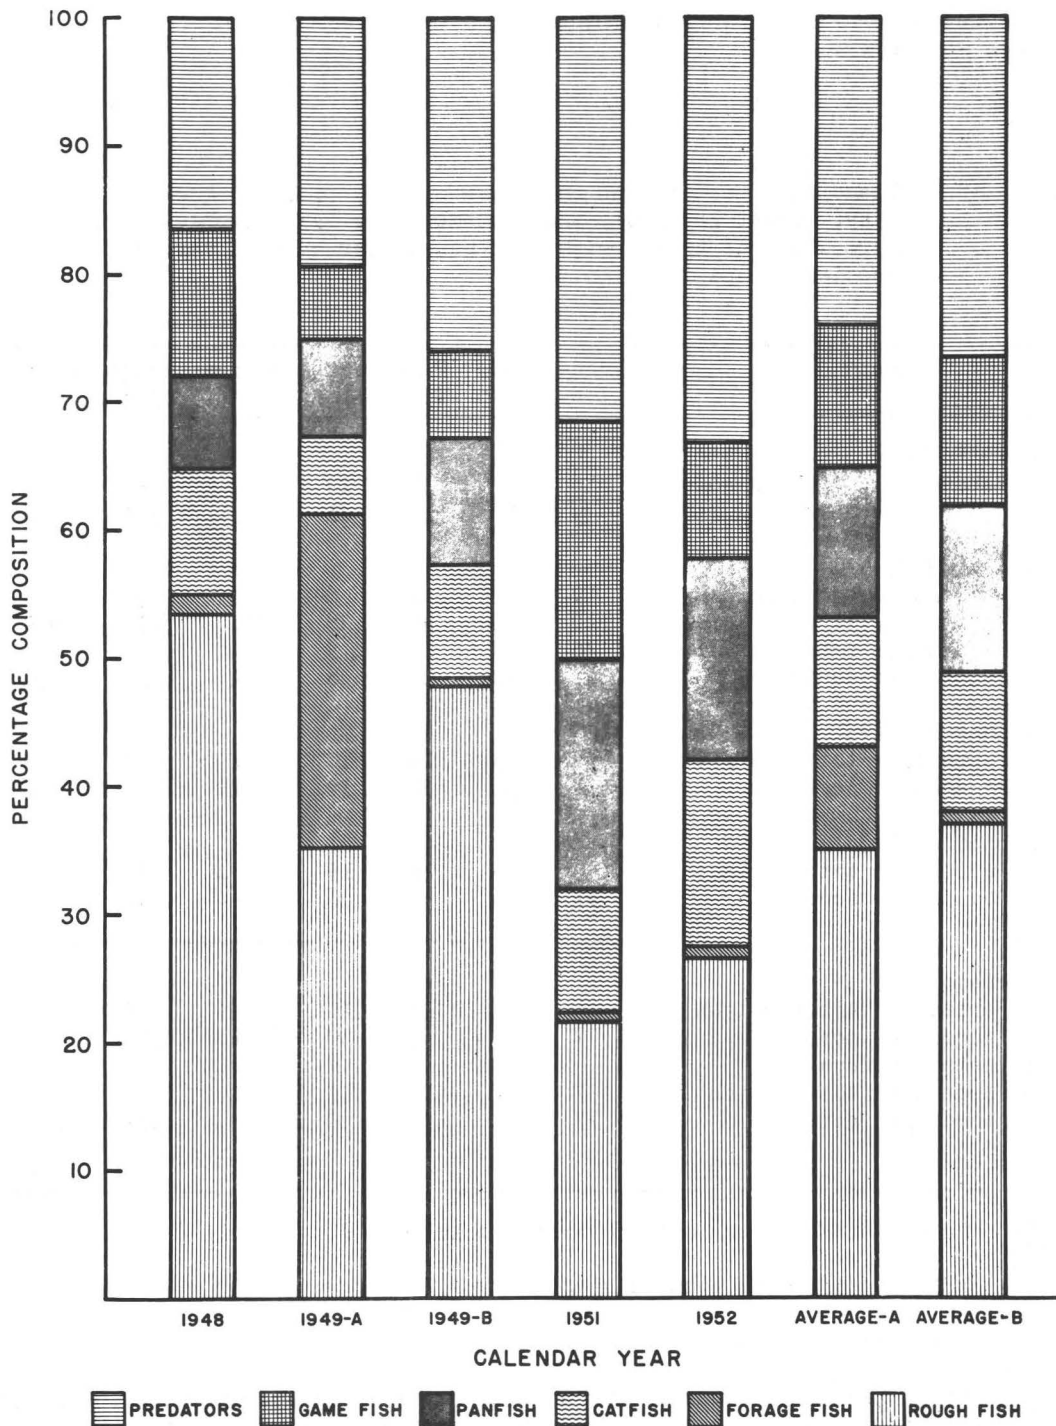 100
90
80
70
60
50
40
30
20
10
PERCENTAGE COMPOSITION
1948 1949-A 1949-B 1951 1952 AVERAGE-A AVERAGE-B
CALENDAR YEAR
PREDATORS GAME FISH PANFISH CATFISH FORAGE FISH ROUGH FISH